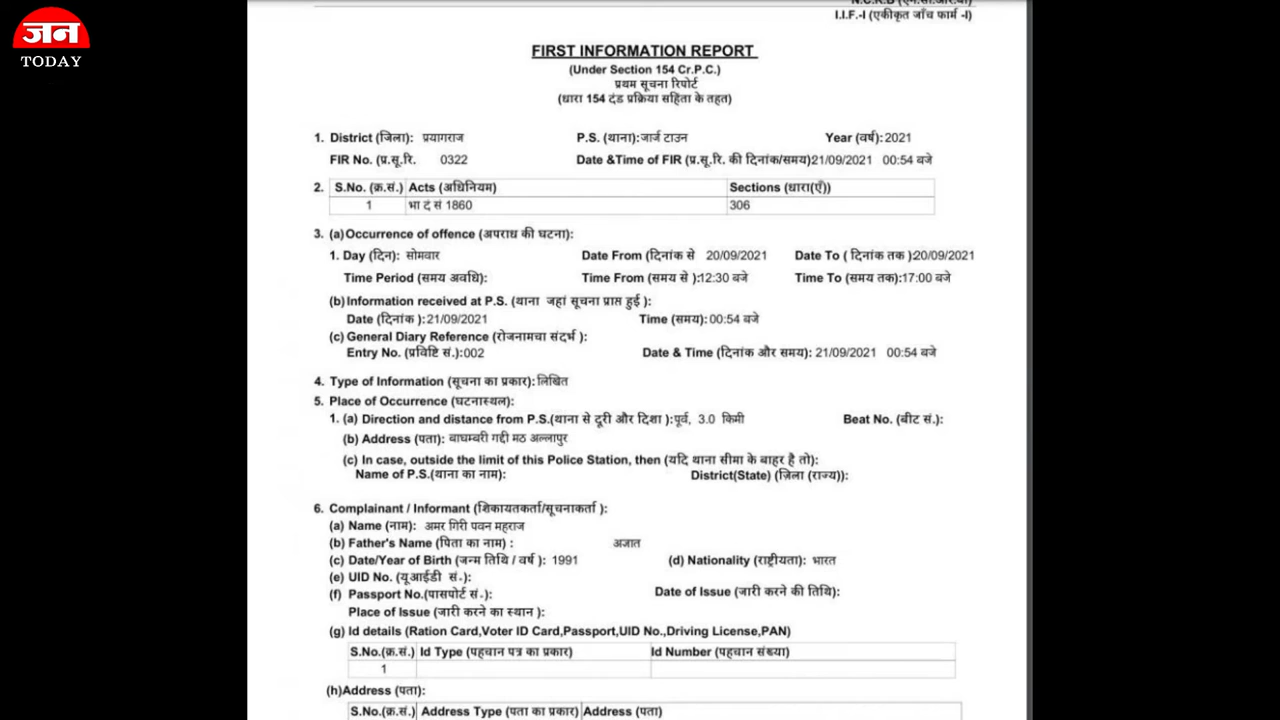 जन
TODAY
N.C.R.B (एन.सी.आर.बी)
I.I.F.-I (एकीकृत जाँच फार्म -I)
FIRST INFORMATION REPORT
(Under Section 154 Cr.P.C.)
प्रथम सूचना रिपोर्ट
(धारा 154 दंड प्रक्रिया सहिंता के तहत)
1. District (जिला): प्रयागराज P.S. (थाना):जार्ज टाउन Year (वर्ष):2021
FIR No. (प्र.सू.रि. 0322 Date &Time of FIR (प्र.सू.रि. की दिनांक/समय)21/09/2021 00:54 बजे
2. S.No. (क्र.सं.) Acts (अधिनियम) Sections (धारा(एँ))
1 भा दं सं 1860 306
3. (a)Occurrence of offence (अपराध की घटना):
1. Day (दिन): सोमवार Date From (दिनांक से 20/09/2021 Date To ( दिनांक तक ):20/09/2021
Time Period (समय अवधि): Time From (समय से ):12:30 बजे Time To (समय तक):17:00 बजे
(b)Information received at P.S. (थाना जहां सूचना प्राप्त हुई ):
Date (दिनांक ):21/09/2021 Time (समय): 00:54 बजे
(c) General Diary Reference (रोजनामचा संदर्भ ):
Entry No. (प्रविष्टि सं.):002 Date & Time (दिनांक और समय): 21/09/2021 00:54 बजे
4. Type of Information (सूचना का प्रकार): लिखित
5. Place of Occurrence (घटनास्थल):
1. (a) Direction and distance from P.S.(थाना से दूरी और दिशा ):पूर्व, 3.0 किमी Beat No. (बीट सं.):
(b) Address (पता): बाघम्बरी गद्दी मठ अल्लापुर
(c) In case, outside the limit of this Police Station, then (यदि थाना सीमा के बाहर है तो):
Name of P.S.(थाना का नाम): District(State) (ज़िला (राज्य)):
6. Complainant / Informant (शिकायतकर्ता/सूचनाकर्ता ):
(a) Name (नाम): अमर गिरी पवन महराज
(b) Father's Name (पिता का नाम) : अजात
(c) Date/Year of Birth (जन्म तिथि / वर्ष ): 1991 (d) Nationality (राष्ट्रीयता): भारत
(e) UID No. (यूआईडी सं.):
(f) Passport No.(पासपोर्ट सं.): Date of Issue (जारी करने की तिथि):
Place of Issue (जारी करने का स्थान ):
(g) Id details (Ration Card,Voter ID Card,Passport,UID No.,Driving License,PAN)
S.No.(क्र.सं.) Id Type (पहचान पत्र का प्रकार) Id Number (पहचान संख्या)
1
(h)Address (पता):
S.No.(क्र.सं.) Address Type (पता का प्रकार) Address (पता)